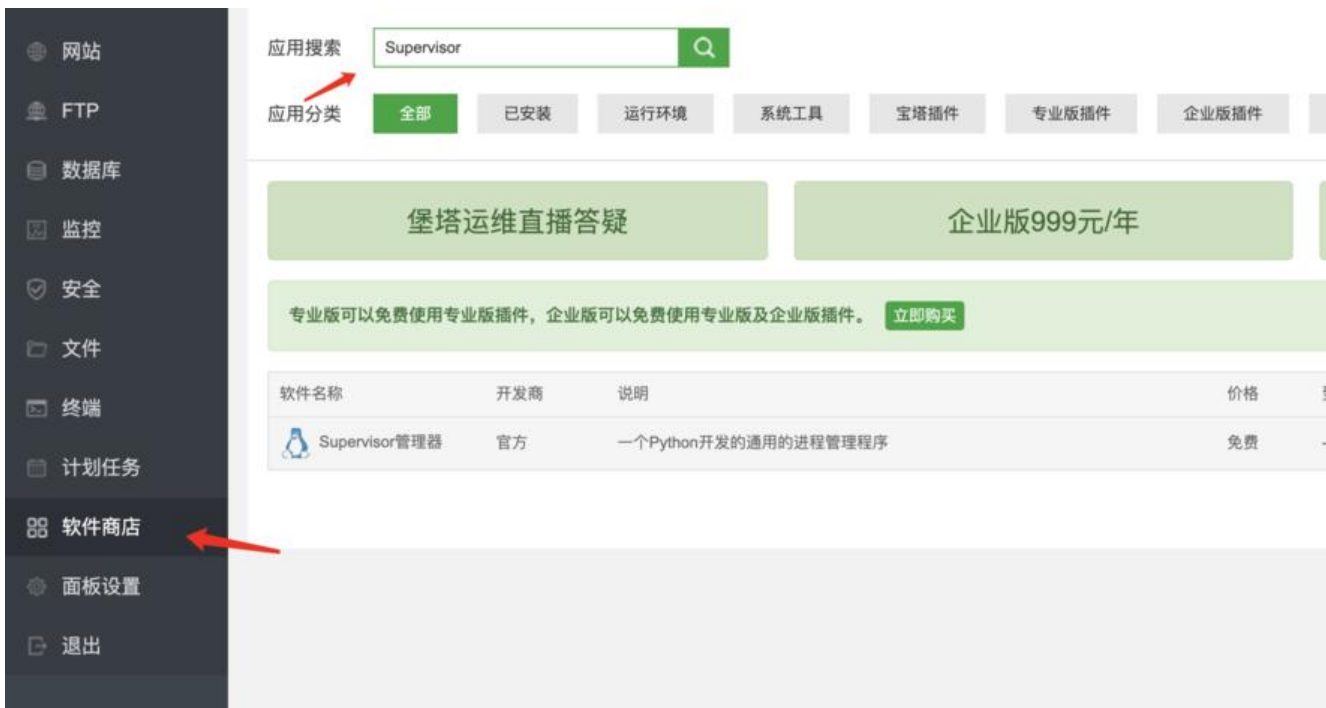 网站
FTP
数据库
监控
安全
文件
终端
计划任务
软件商店
面板设置
退出
应用搜索 Supervisor
应用分类 全部 已安装 运行环境 系统工具 宝塔插件 专业版插件 企业版插件
堡塔运维直播答疑 企业版999元/年
专业版可以免费使用专业版插件，企业版可以免费使用专业版及企业版插件。 立即购买
软件名称 开发商 说明 价格
Supervisor管理器 官方 一个Python开发的通用的进程管理程序 免费